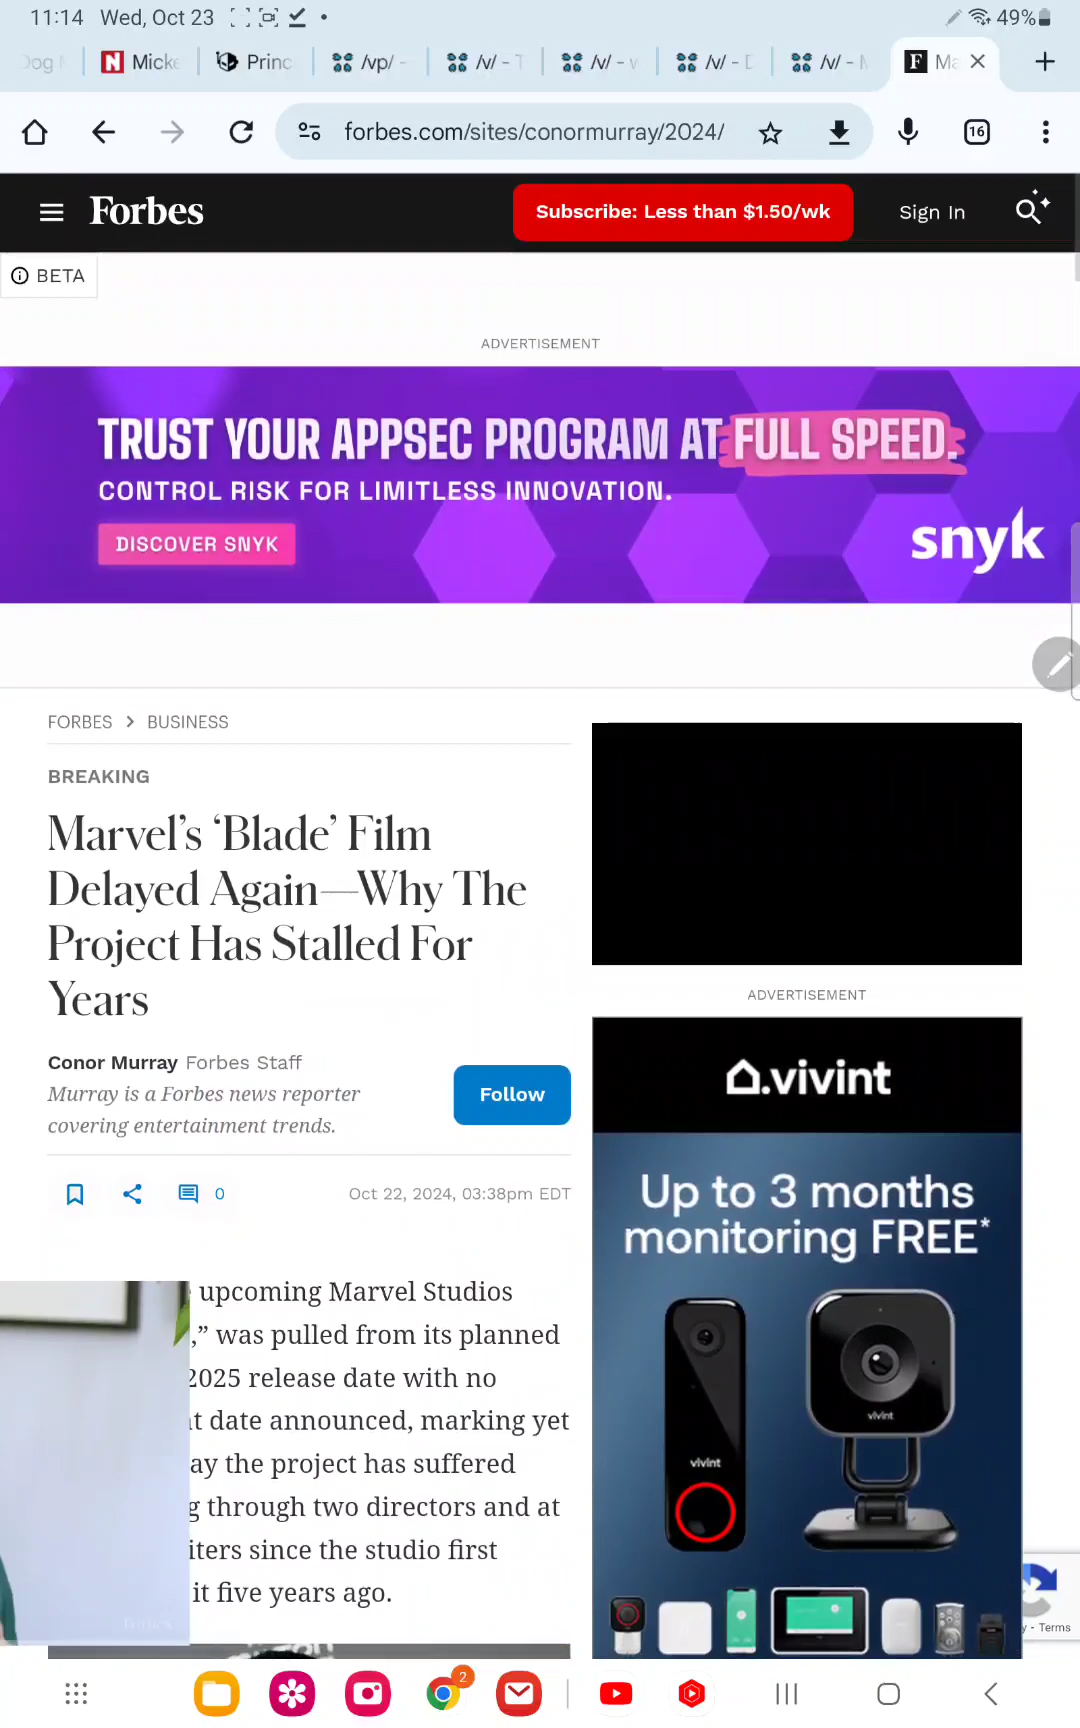 11:14 Wed, Oct 23 49%
Dog Micke Princ /vp/ - /v/ - T /v/ - w /v/ - D /v/ - M Ma
forbes.com/sites/conormurray/2024/ 16
Forbes Subscribe: Less than $1.50/wk Sign In
BETA
ADVERTISEMENT
TRUST YOUR APPSEC PROGRAM AT FULL SPEED.
CONTROL RISK FOR LIMITLESS INNOVATION.
DISCOVER SNYK
snyk
FORBES > BUSINESS
BREAKING
Marvel’s ‘Blade’ Film
Delayed Again—Why The
Project Has Stalled For
Years
Conor Murray Forbes Staff
Murray is a Forbes news reporter
covering entertainment trends.
Follow
0 Oct 22, 2024, 03:38pm EDT
upcoming Marvel Studios
,” was pulled from its planned
2025 release date with no
date announced, marking yet
the project has suffered
through two directors and at
since the studio first
it five years ago.
ADVERTISEMENT
vivint
Up to 3 months
monitoring FREE*
vivint
vivint
- Terms
2